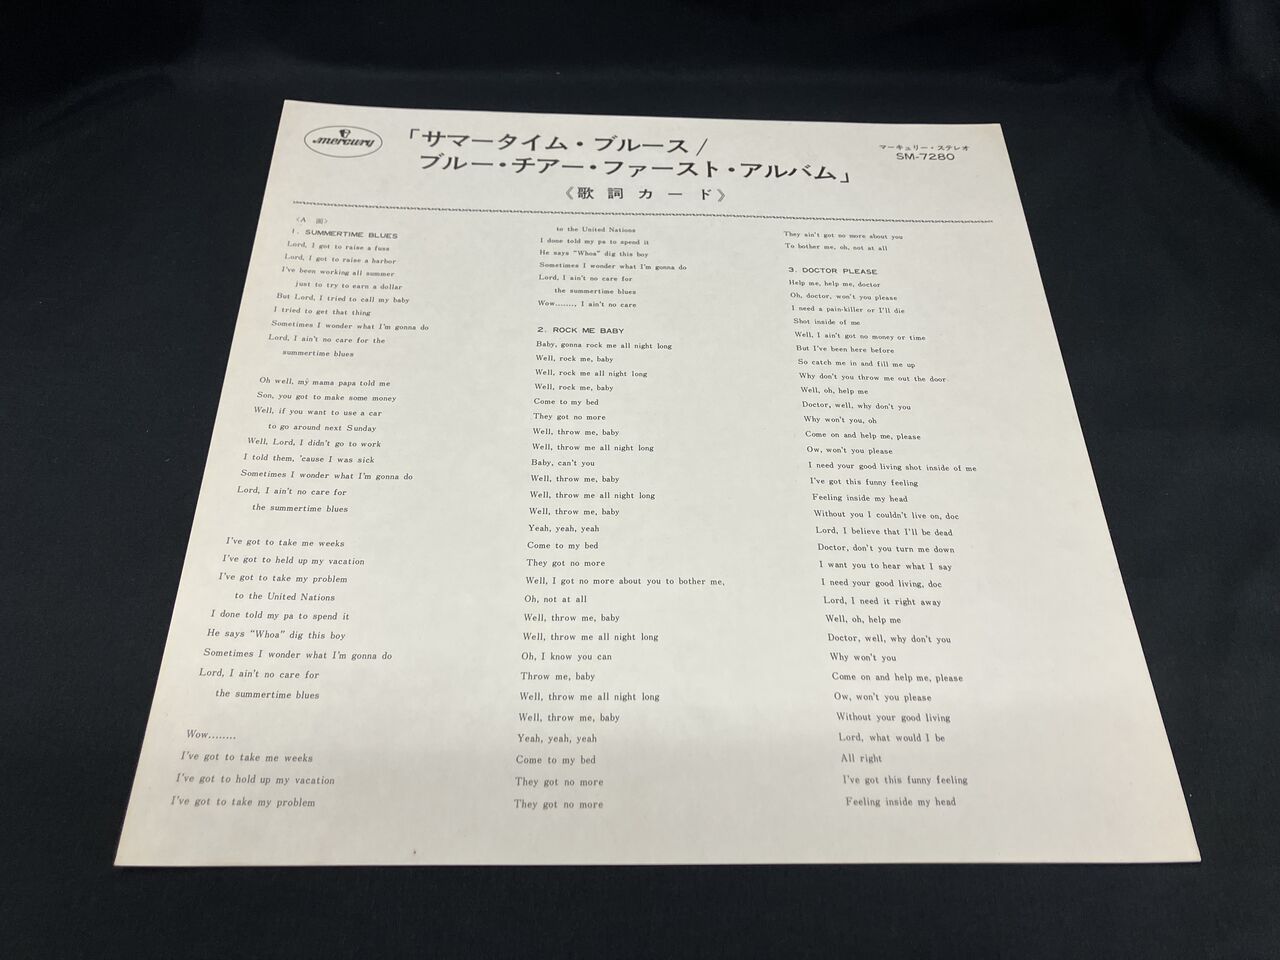 mercury
「サマータイム・ブルース/
ブルー・チアー・ファースト・アルバム」
《歌詞カード》
マーキュリー・ステレオ
SM-7280
〈A 面〉
1. SUMMERTIME BLUES
Lord, I got to raise a fuss
Lord, I got to raise a harbor
I've been working all summer
just to try to earn a dollar
But Lord, I tried to call my baby
I tried to get that thing
Sometimes I wonder what I'm gonna do
Lord, I ain't no care for the
summertime blues
Oh well, my mama papa told me
Son, you got to make some money
Well, if you want to use a car
to go around next Sunday
Well, Lord, I didn't go to work
I told them, 'cause I was sick
Sometimes I wonder what I'm gonna do
Lord, I ain't no care for
the summertime blues
I've got to take me weeks
I've got to held up my vacation
I've got to take my problem
to the United Nations
I done told my pa to spend it
He says "Whoa" dig this boy
Sometimes I wonder what I'm gonna do
Lord, I ain't no care for
the summertime blues
Wow........
I've got to take me weeks
I've got to hold up my vacation
I've got to take my problem
to the United Nations
I done told my pa to spend it
He says "Whoa" dig this boy
Sometimes I wonder what I'm gonna do
Lord, I ain't no care for
the summertime blues
Wow......., I ain't no care
2. ROCK ME BABY
Baby, gonna rock me all night long
Well, rock me, baby
Well, rock me all night long
Well, rock me, baby
Come to my bed
They got no more
Well, throw me, baby
Well, throw me all night long
Baby, can't you
Well, throw me, baby
Well, throw me all night long
Well, throw me, baby
Yeah, yeah, yeah
Come to my bed
They got no more
Well, I got no more about you to bother me,
Oh, not at all
Well, throw me, baby
Well, throw me all night long
Oh, I know you can
Throw me, baby
Well, throw me all night long
Well, throw me, baby
Yeah, yeah, yeah
Come to my bed
They got no more
They got no more
They ain't got no more about you
To bother me, oh, not at all
3. DOCTOR PLEASE
Help me, help me, doctor
Oh, doctor, won't you please
I need a pain-killer or I'll die
Shot inside of me
Well, I ain't got no money or time
But I've been here before
So catch me in and fill me up
Why don't you throw me out the door
Well, oh, help me
Doctor, well, why don't you
Why won't you, oh
Come on and help me, please
Ow, won't you please
I need your good living shot inside of me
I've got this funny feeling
Feeling inside my head
Without you I couldn't live on, doc
Lord, I believe that I'll be dead
Doctor, don't you turn me down
I want you to hear what I say
I need your good living, doc
Lord, I need it right away
Well, oh, help me
Doctor, well, why don't you
Why won't you
Come on and help me, please
Ow, won't you please
Without your good living
Lord, what would I be
All right
I've got this funny feeling
Feeling inside my head